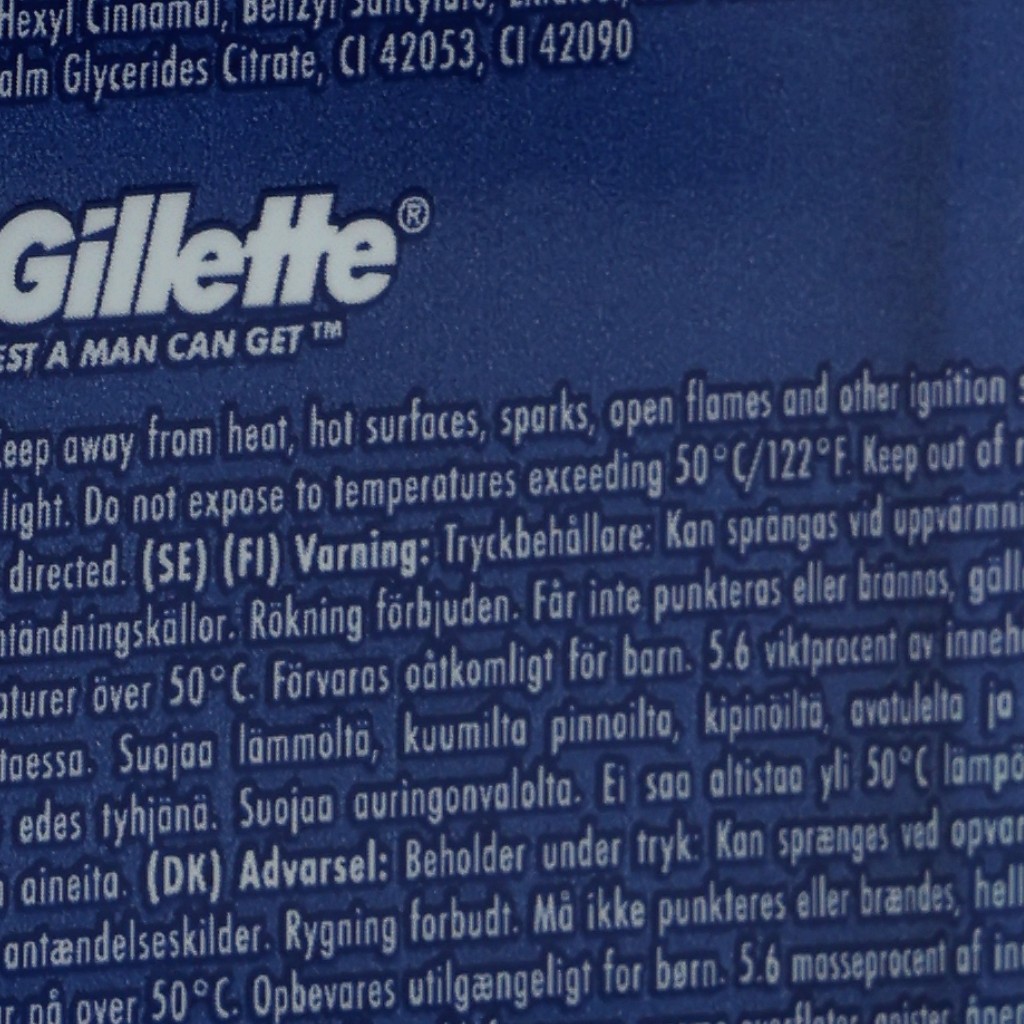 Hexyl Cinnamal, Benzyl
alm Glycerides Citrate, CI 42053, CI 42090
Gillette®
EST A MAN CAN GET™
Keep away from heat, hot surfaces, sparks, open flames and other ignition s
light. Do not expose to temperatures exceeding 50°C/122°F. Keep out of r
directed. (SE) (FI) Varning: Tryckbehållare: Kan sprängas vid uppvärmni
ntändningskällor. Rökning förbjuden. Får inte punkteras eller brännas, gäll
aturer över 50°C. Förvaras oåtkomligt för barn. 5.6 viktprocent av inneh
taessa. Suojaa lämmöltä, kuumilta pinnoilta, kipinöiltä, avotulelta ja
edes tyhjänä. Suojaa auringonvalolta. Ei saa altistaa yli 50°C lämpö
aineita. (DK) Advarsel: Beholder under tryk: Kan sprænges ved opvar
antændelseskilder. Rygning forbudt. Må ikke punkteres eller brændes, hell
r på over 50°C. Opbevares utilgængeligt for børn. 5.6 masseprocent af in